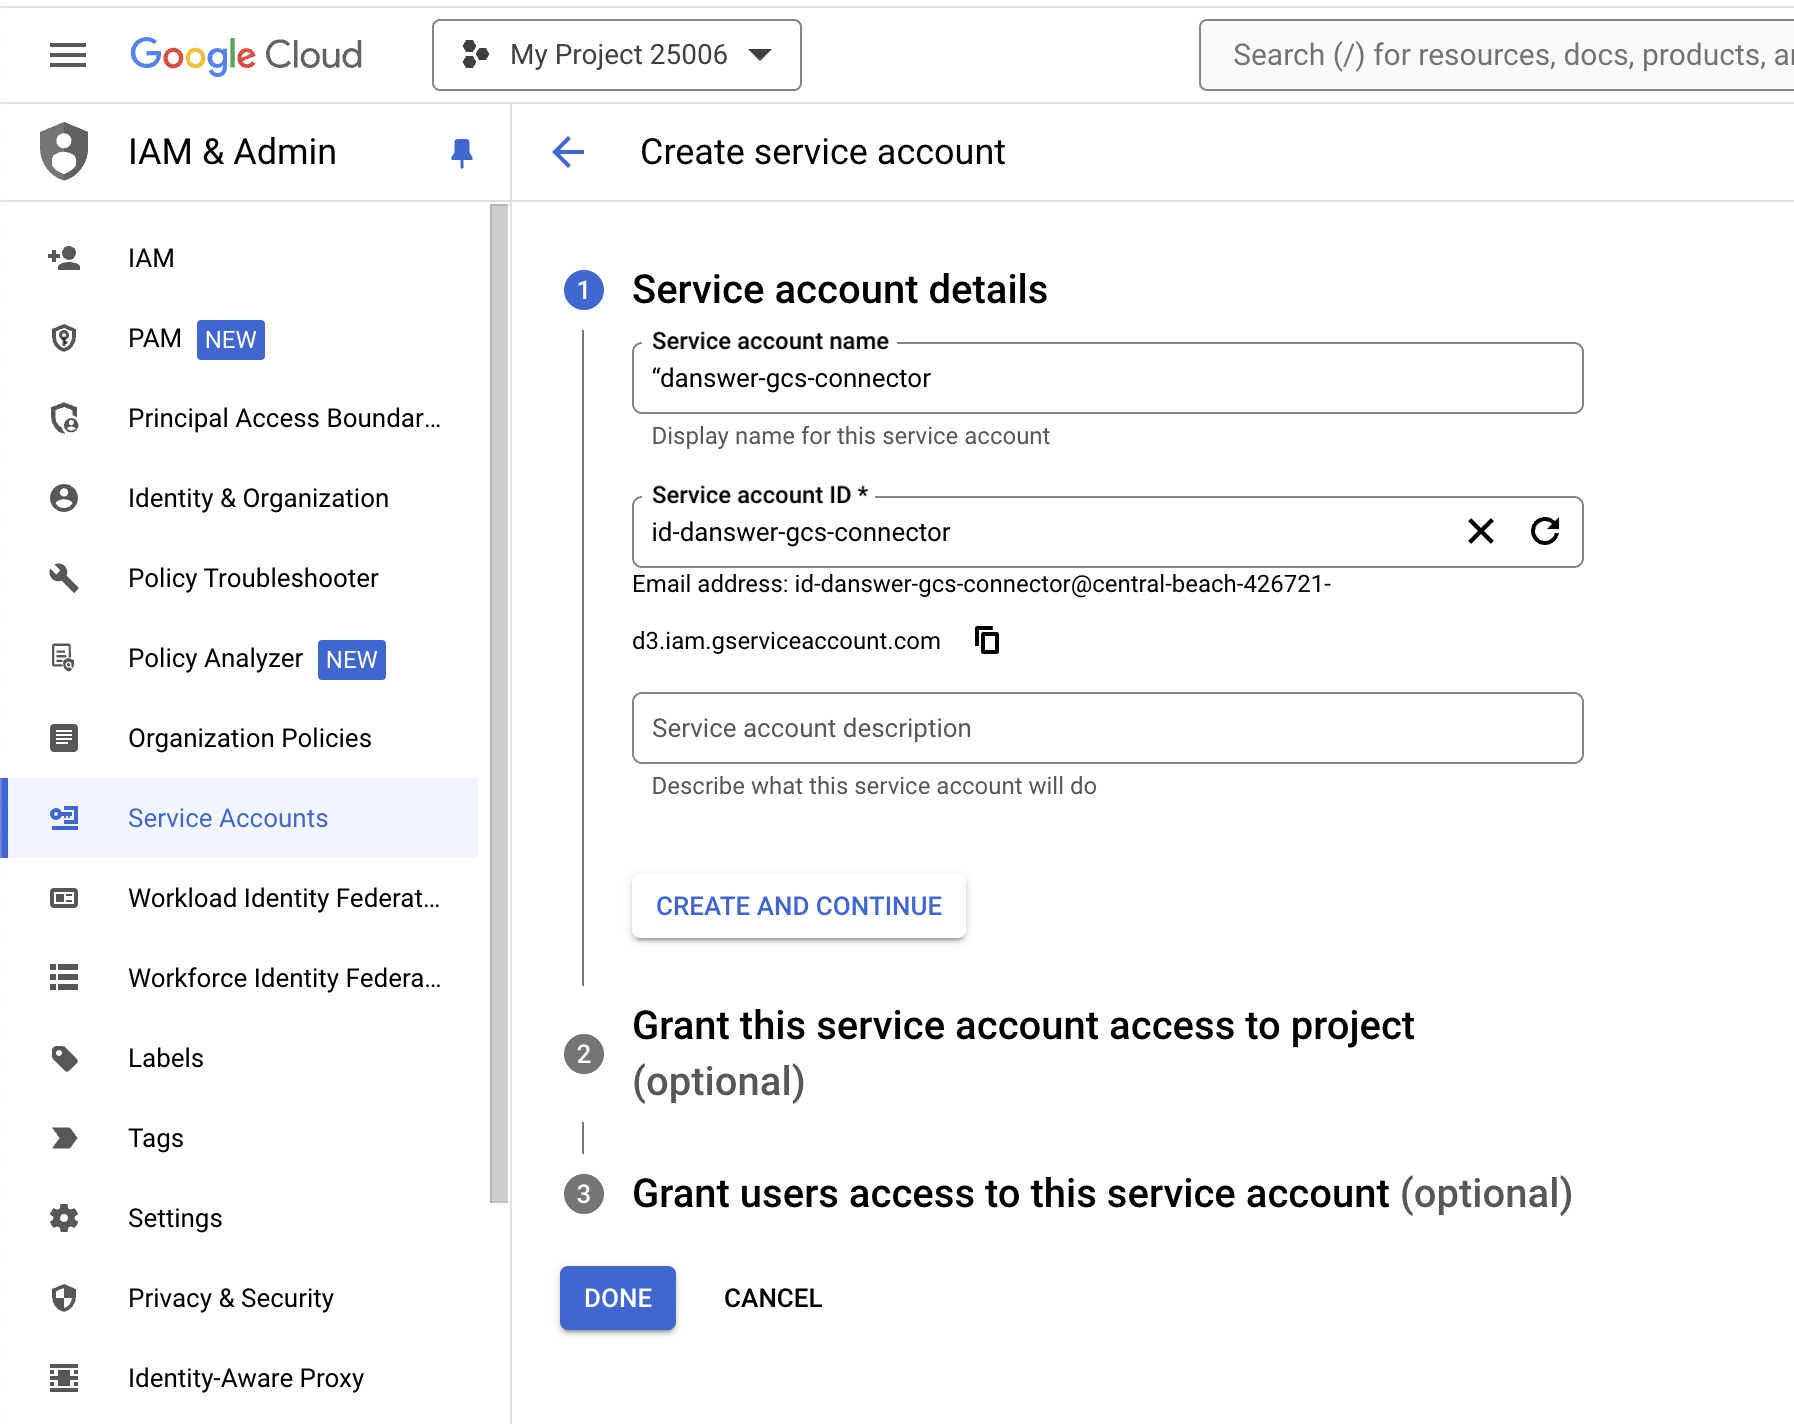 Google Cloud
My Project 25006
Search (/) for resources, docs, products, a
IAM & Admin
Create service account
IAM
PAM NEW
Principal Access Boundar...
Identity & Organization
Policy Troubleshooter
Policy Analyzer NEW
Organization Policies
Service Accounts
Workload Identity Federat...
Workforce Identity Federa...
Labels
Tags
Settings
Privacy & Security
Identity-Aware Proxy
1 Service account details
Service account name
“danswer-gcs-connector
Display name for this service account
Service account ID *
id-danswer-gcs-connector
Email address: id-danswer-gcs-connector@central-beach-426721-
d3.iam.gserviceaccount.com
Service account description
Describe what this service account will do
CREATE AND CONTINUE
2 Grant this service account access to project
(optional)
3 Grant users access to this service account (optional)
DONE CANCEL